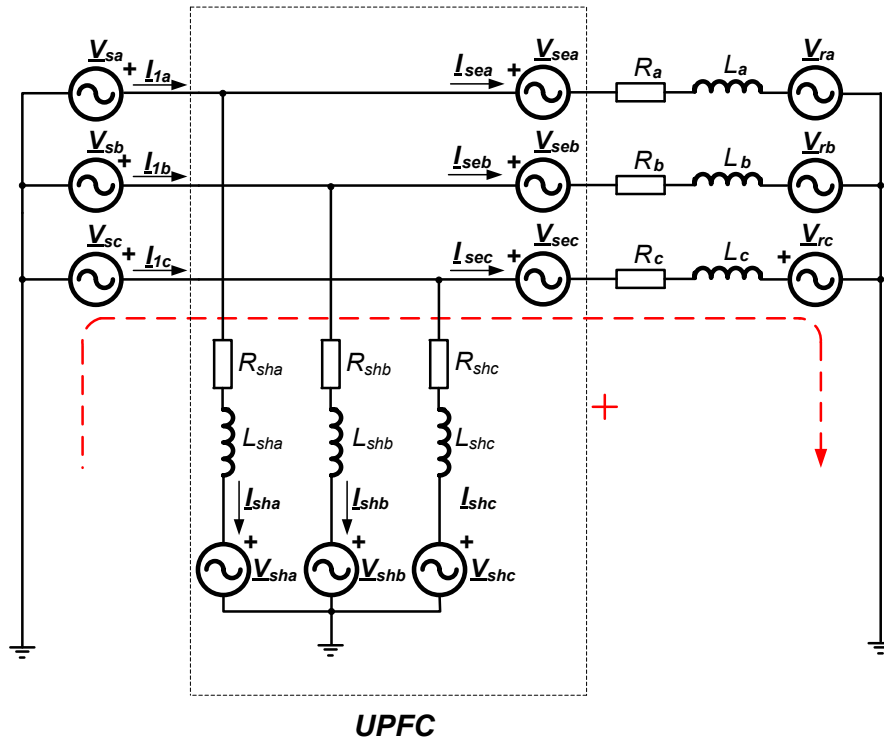 Vsa Vsea Vra
+ I1a Isea + Ra La
Vsb Vseb Vrb
+ I1b Iseb + Rb Lb
Vsc Vsec Vrc
+ I1c Isec + Rc Lc +
Rsha Rshb Rshc
+
Lsha Lshb Lshc
Isha Ishb Ishc
+ + +
Vsha Vshb Vshc
UPFC